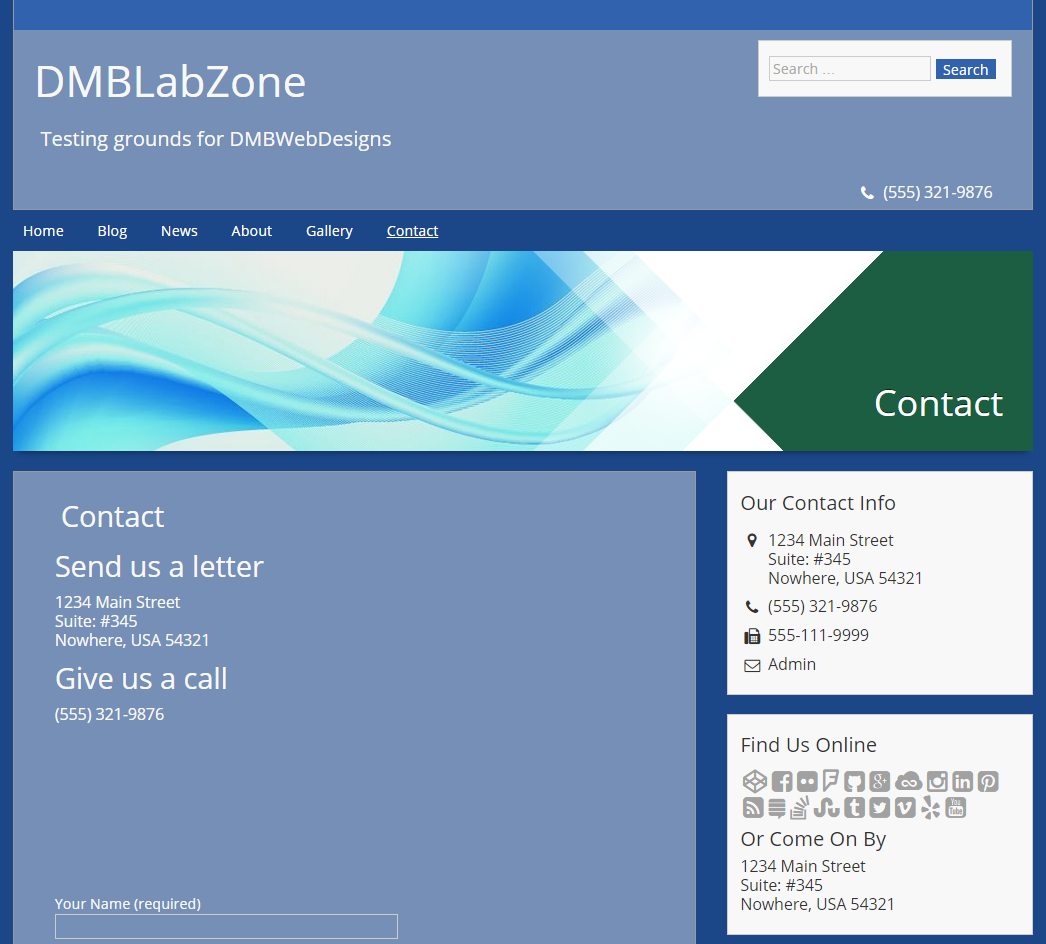 DMBLabZone
Testing grounds for DMBWebDesigns
Search ...
Search
(555) 321-9876
Home
Blog
News
About
Gallery
Contact
Contact
Contact
Send us a letter
1234 Main Street
Suite: #345
Nowhere, USA 54321
Give us a call
(555) 321-9876
Your Name (required)
Our Contact Info
1234 Main Street
Suite: #345
Nowhere, USA 54321
(555) 321-9876
555-111-9999
Admin
Find Us Online
You
Tube
Or Come On By
1234 Main Street
Suite: #345
Nowhere, USA 54321